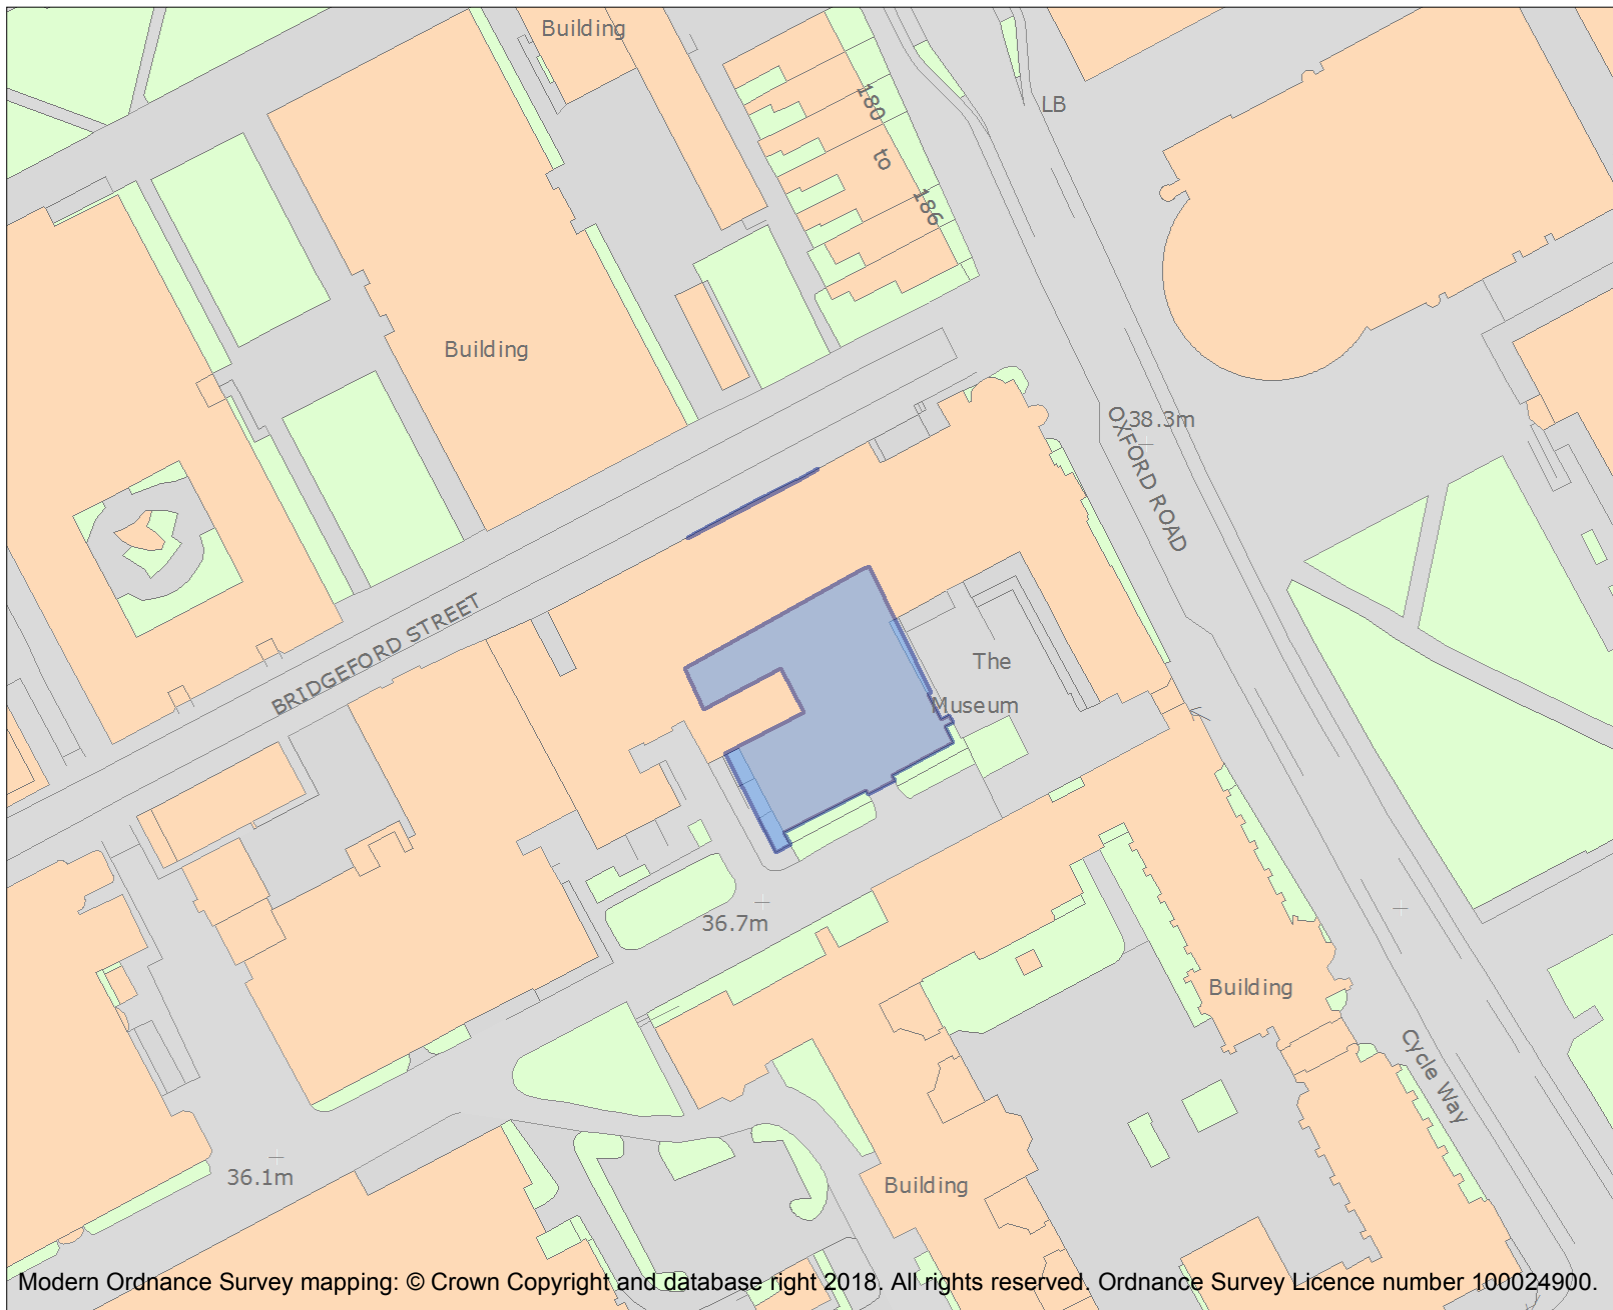 Building
LB
180
to
186
Building
38.3m
OXFORD ROAD
BRIDGEFORD STREET
The
Museum
36.7m
Building
Cycle Way
36.1m
Building
Modern Ordnance Survey mapping: © Crown Copyright and database right 2018. All rights reserved. Ordnance Survey Licence number 100024900.